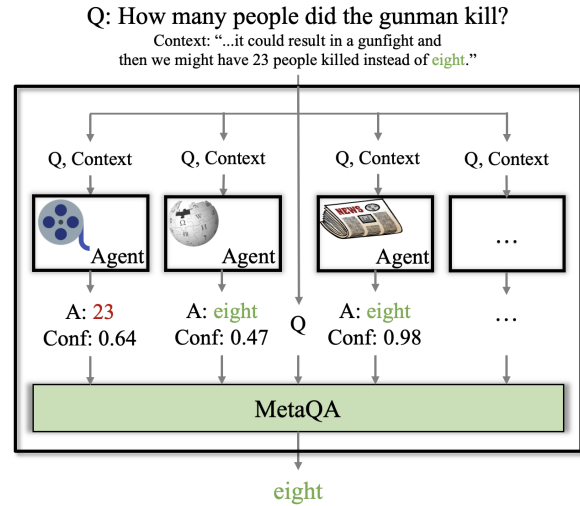 Q: How many people did the gunman kill?
Context: “...it could result in a gunfight and
then we might have 23 people killed instead of eight.”
Q, Context
Q, Context
Q, Context
Q, Context
Agent
Agent
NEWS
Agent
...
A: 23
Conf: 0.64
A: eight
Conf: 0.47
Q
A: eight
Conf: 0.98
...
MetaQA
eight